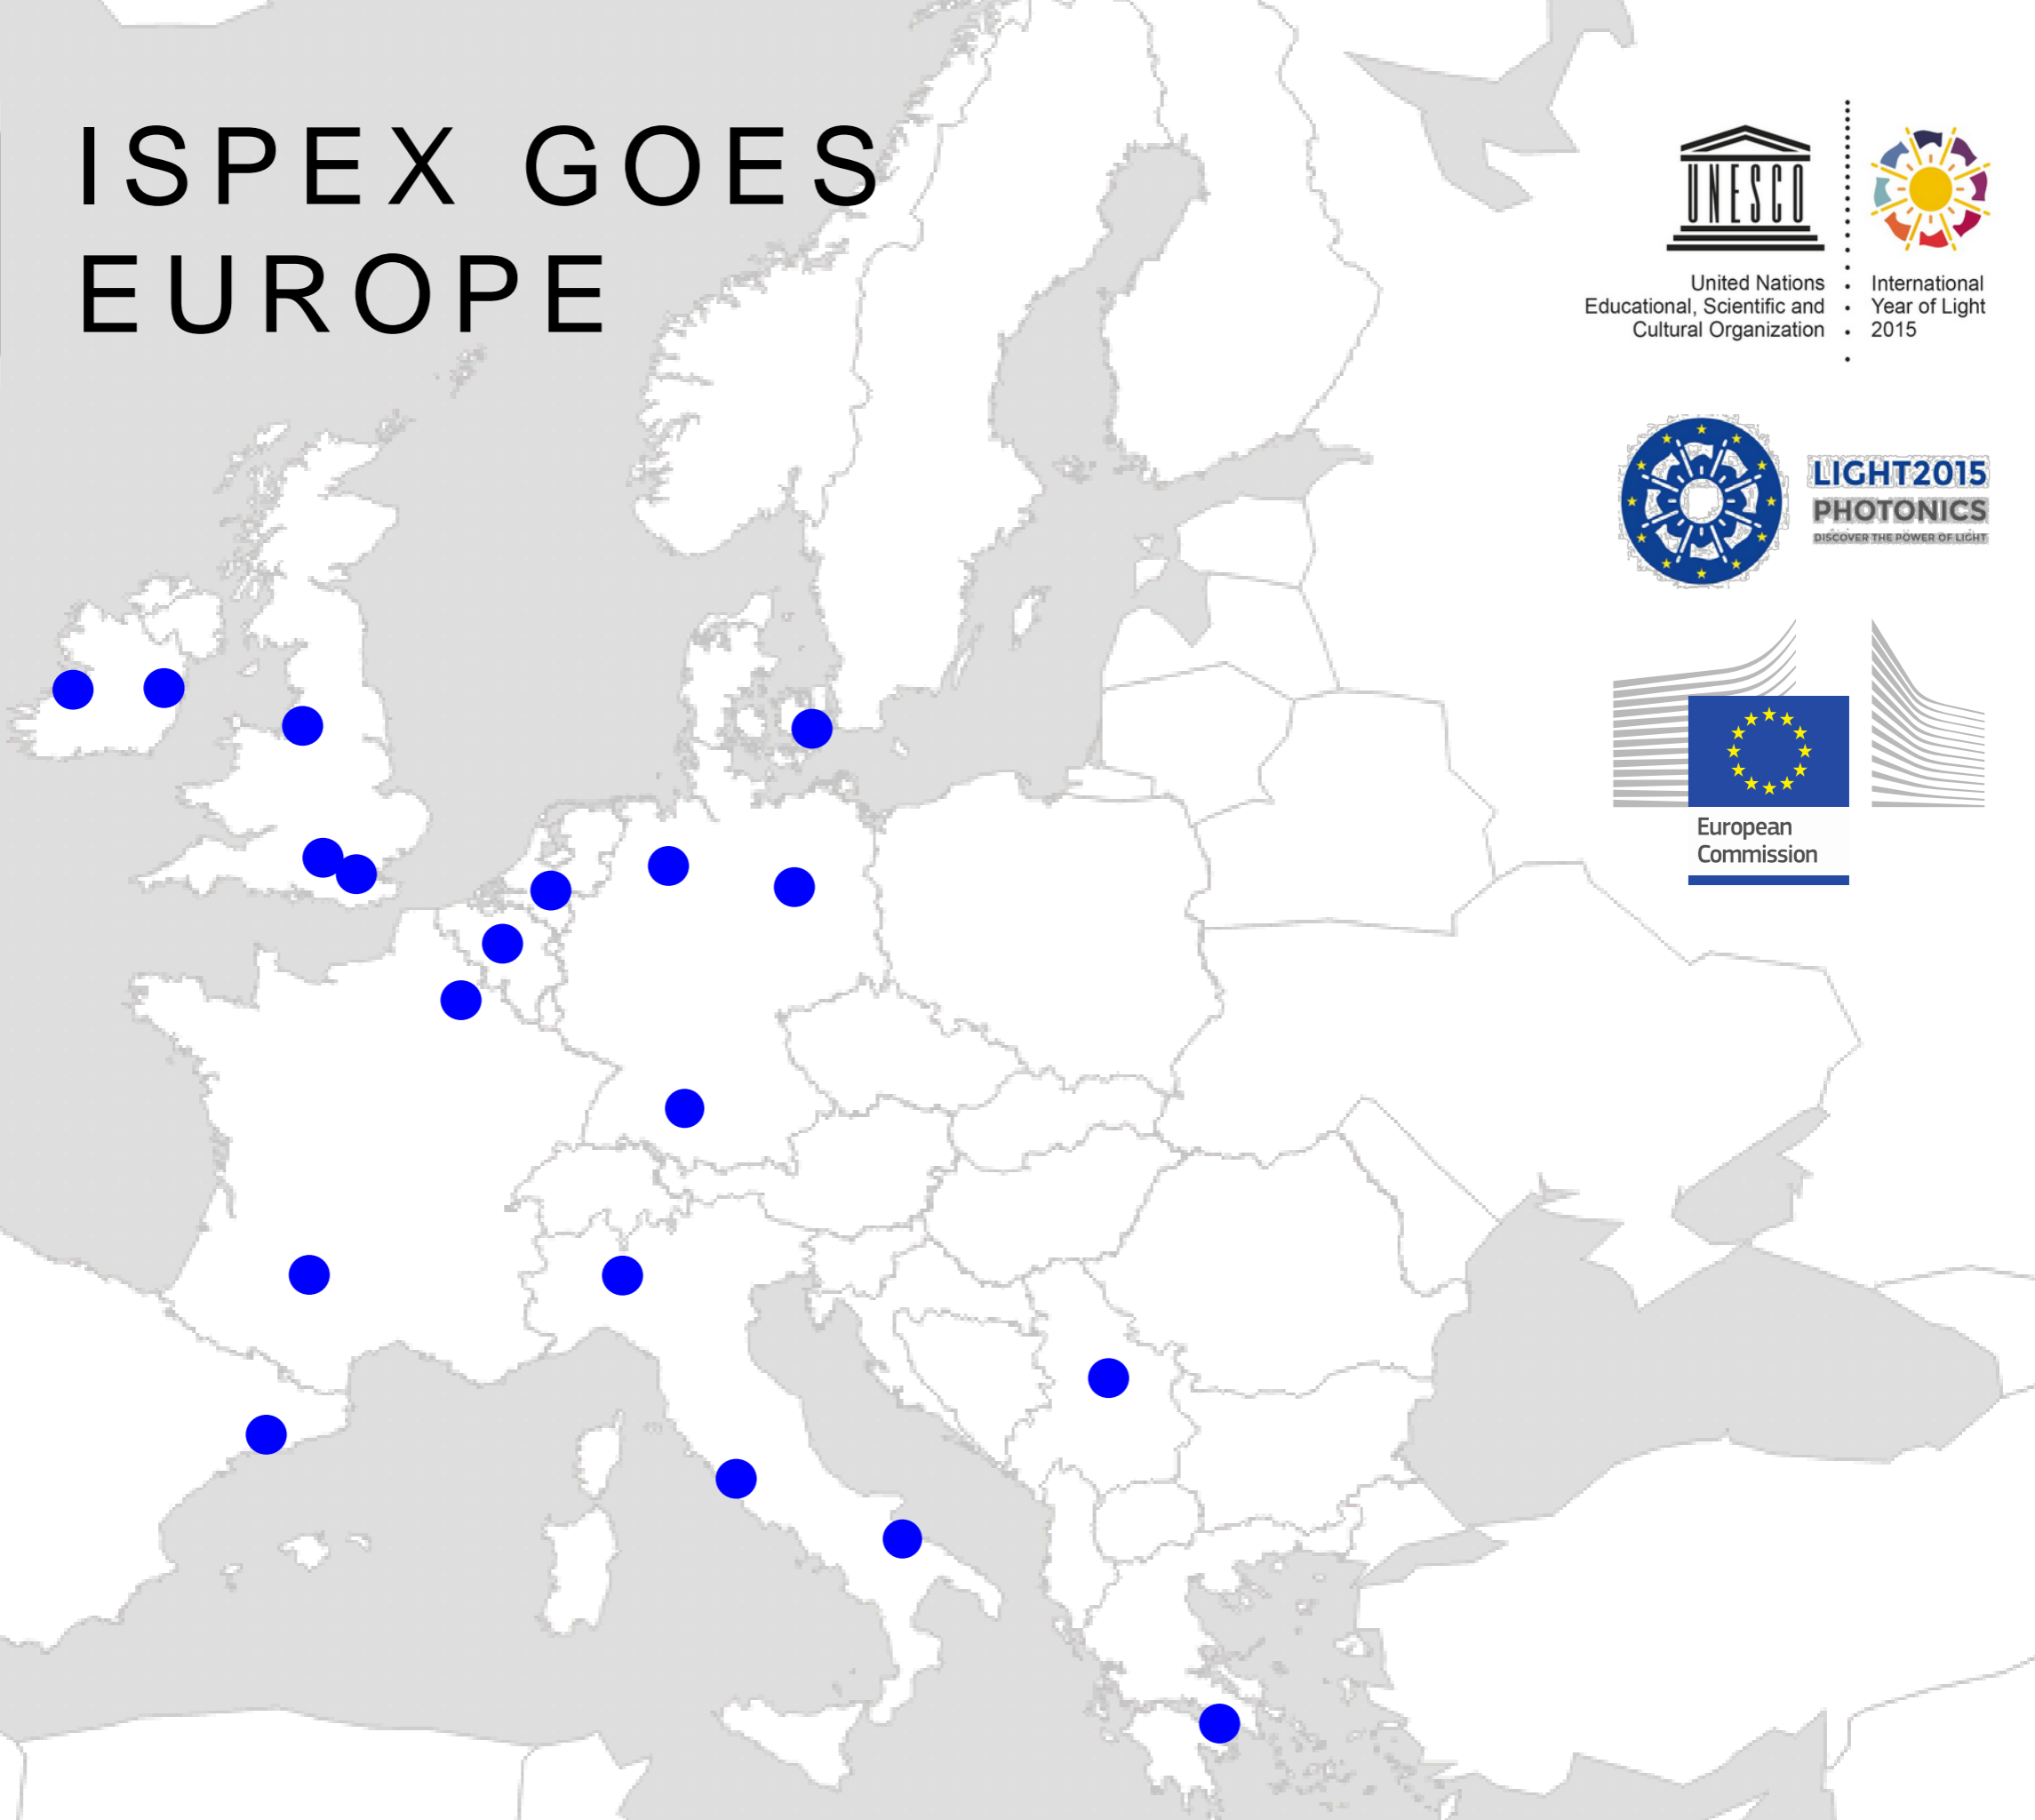 ISPEX GOES
EUROPE
UNESCO
United Nations
Educational, Scientific and
Cultural Organization
International
Year of Light
2015
LIGHT2015
PHOTONICS
DISCOVER THE POWER OF LIGHT
European
Commission